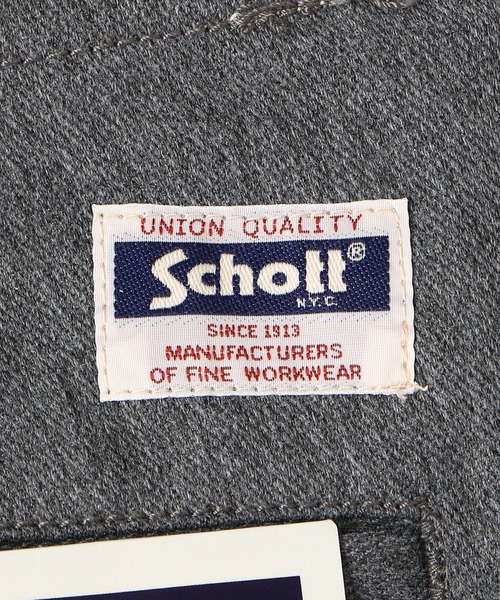 UNION QUALITY
Schott®
N.Y.C.
SINCE 1913
MANUFACTURERS
OF FINE WORKWEAR